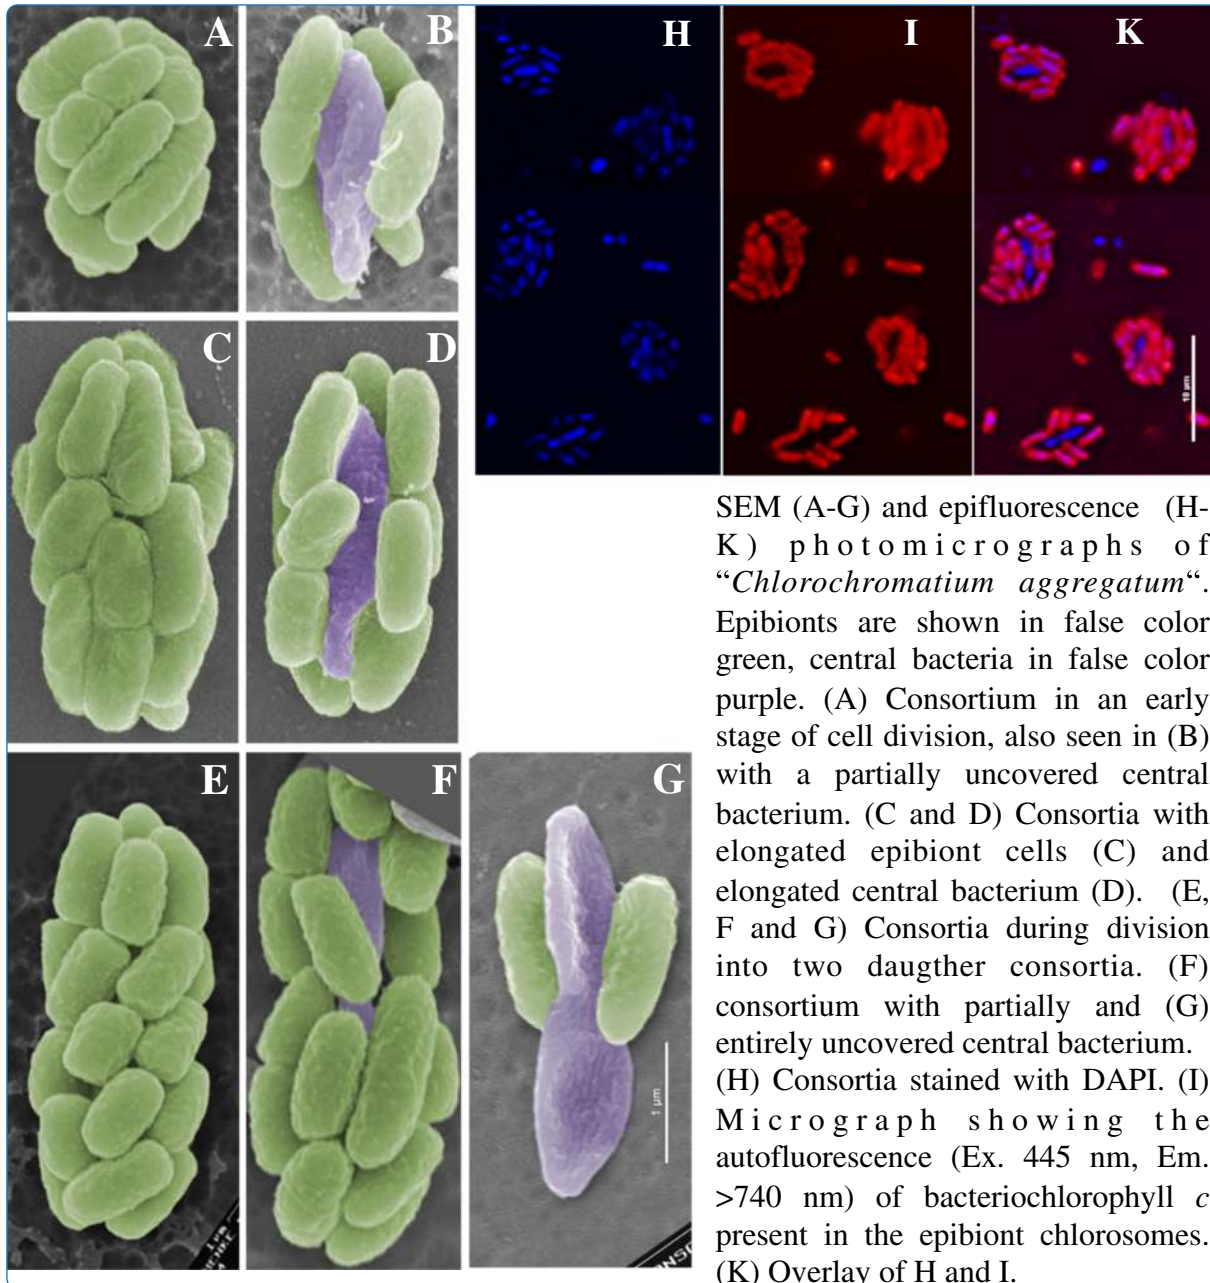 A
B
H
I
K
C
D
10 µm
SEM (A-G) and epifluorescence (H-
K) photomicrographs of
“Chlorochromatium aggregatum“.
Epibionts are shown in false color
green, central bacteria in false color
purple. (A) Consortium in an early
stage of cell division, also seen in (B)
with a partially uncovered central
bacterium. (C and D) Consortia with
elongated epibiont cells (C) and
elongated central bacterium (D). (E,
F and G) Consortia during division
into two daugther consortia. (F)
consortium with partially and (G)
entirely uncovered central bacterium.
(H) Consortia stained with DAPI. (I)
Micrograph showing the
autofluorescence (Ex. 445 nm, Em.
>740 nm) of bacteriochlorophyll c
present in the epibiont chlorosomes.
(K) Overlay of H and I.
E
F
G
1 µm